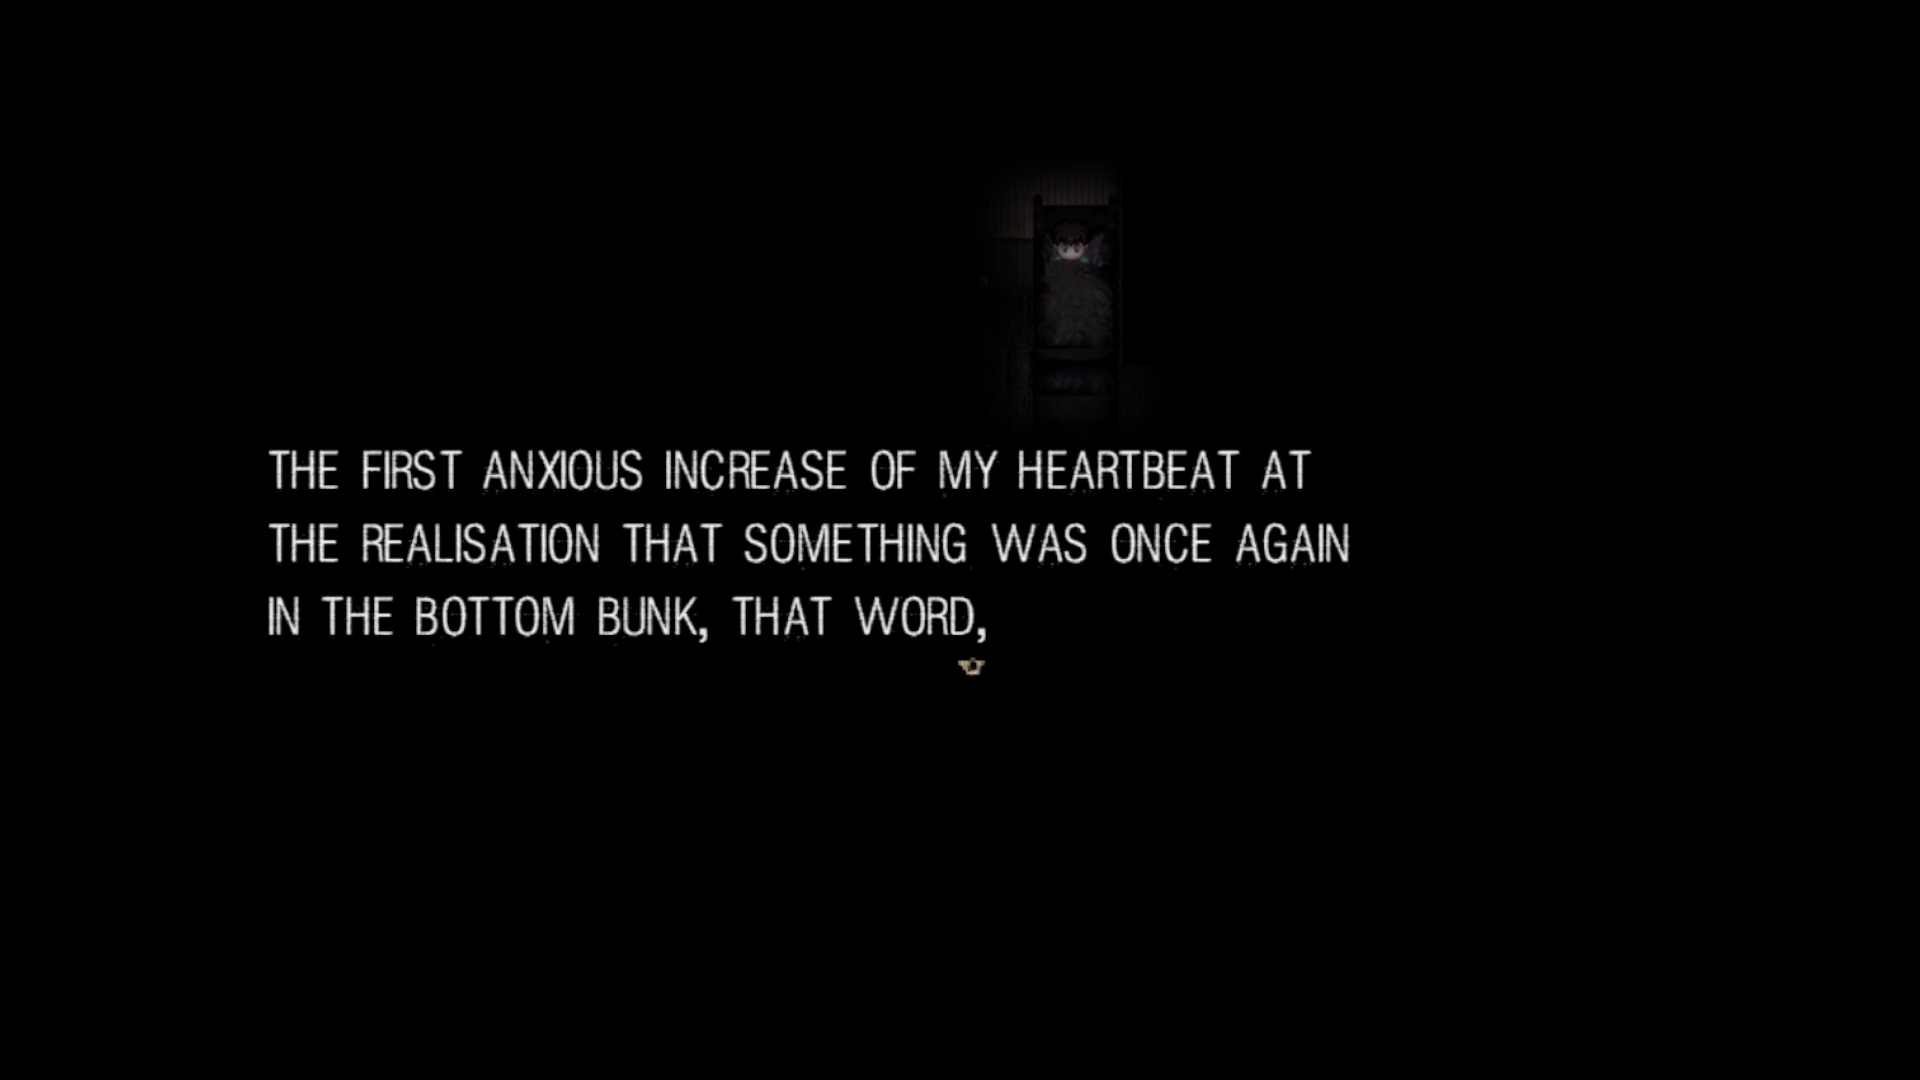 THE FIRST ANXIOUS INCREASE OF MY HEARTBEAT AT
THE REALISATION THAT SOMETHING WAS ONCE AGAIN
IN THE BOTTOM BUNK, THAT WORD,